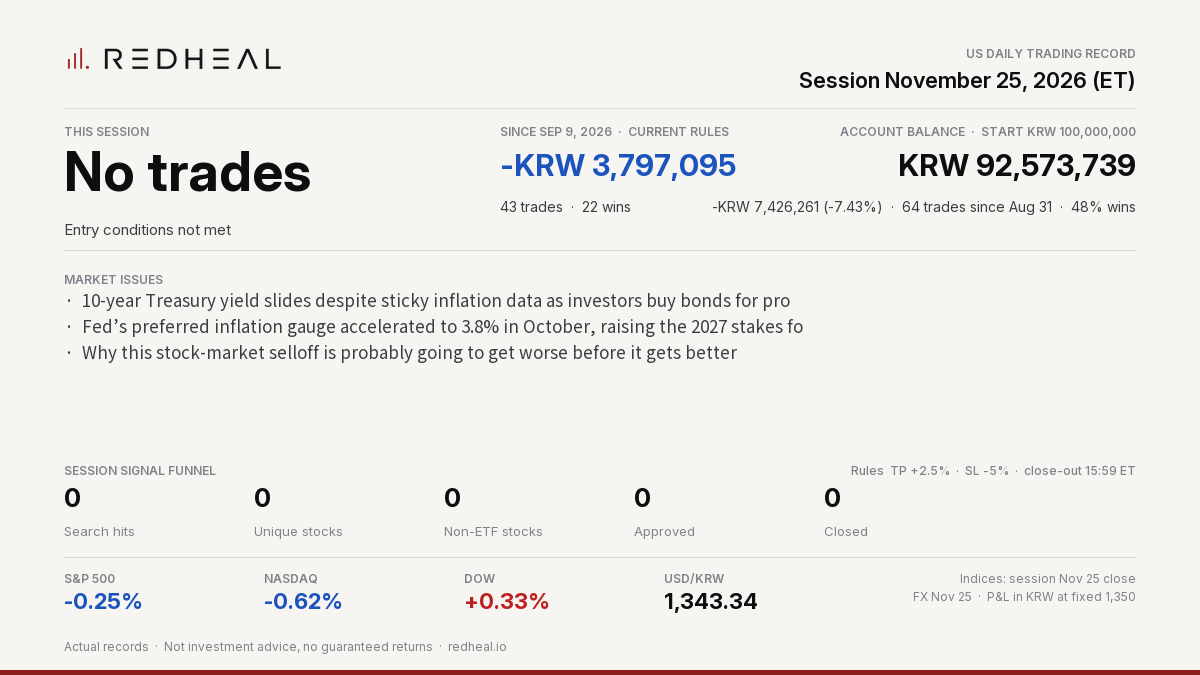 REDHEAL
US DAILY TRADING RECORD
Session November 25, 2026 (ET)
THIS SESSION
No trades
Entry conditions not met
SINCE SEP 9, 2026 · CURRENT RULES
-KRW 3,797,095
43 trades · 22 wins
ACCOUNT BALANCE · START KRW 100,000,000
KRW 92,573,739
-KRW 7,426,261 (-7.43%) · 64 trades since Aug 31 · 48% wins
MARKET ISSUES
· 10-year Treasury yield slides despite sticky inflation data as investors buy bonds for pro
· Fed’s preferred inflation gauge accelerated to 3.8% in October, raising the 2027 stakes fo
· Why this stock-market selloff is probably going to get worse before it gets better
SESSION SIGNAL FUNNEL
Rules TP +2.5% · SL -5% · close-out 15:59 ET
0
Search hits
0
Unique stocks
0
Non-ETF stocks
0
Approved
0
Closed
S&P 500
-0.25%
NASDAQ
-0.62%
DOW
+0.33%
USD/KRW
1,343.34
Indices: session Nov 25 close
FX Nov 25 · P&L in KRW at fixed 1,350
Actual records · Not investment advice, no guaranteed returns · redheal.io